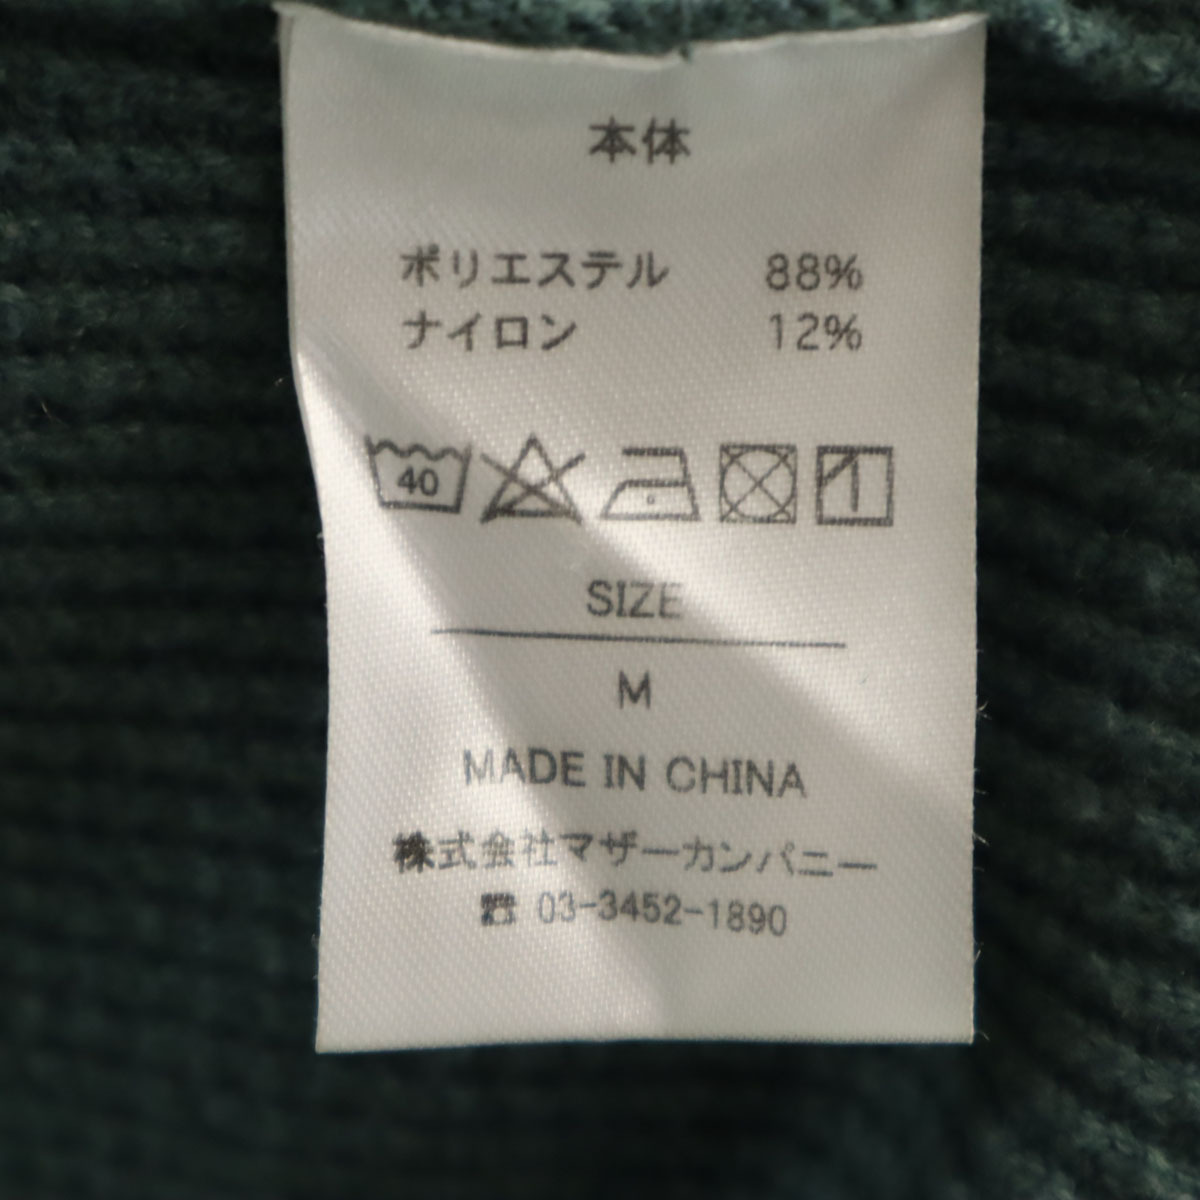 本体
ポリエステル 88%
ナイロン 12%
40
SIZE
M
MADE IN CHINA
株式会社マザーカンパニー
☎ 03-3452-1890